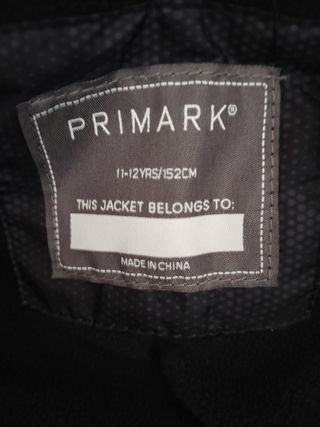 PRIMARK®
11-12YRS/152CM
THIS JACKET BELONGS TO:
MADE IN CHINA